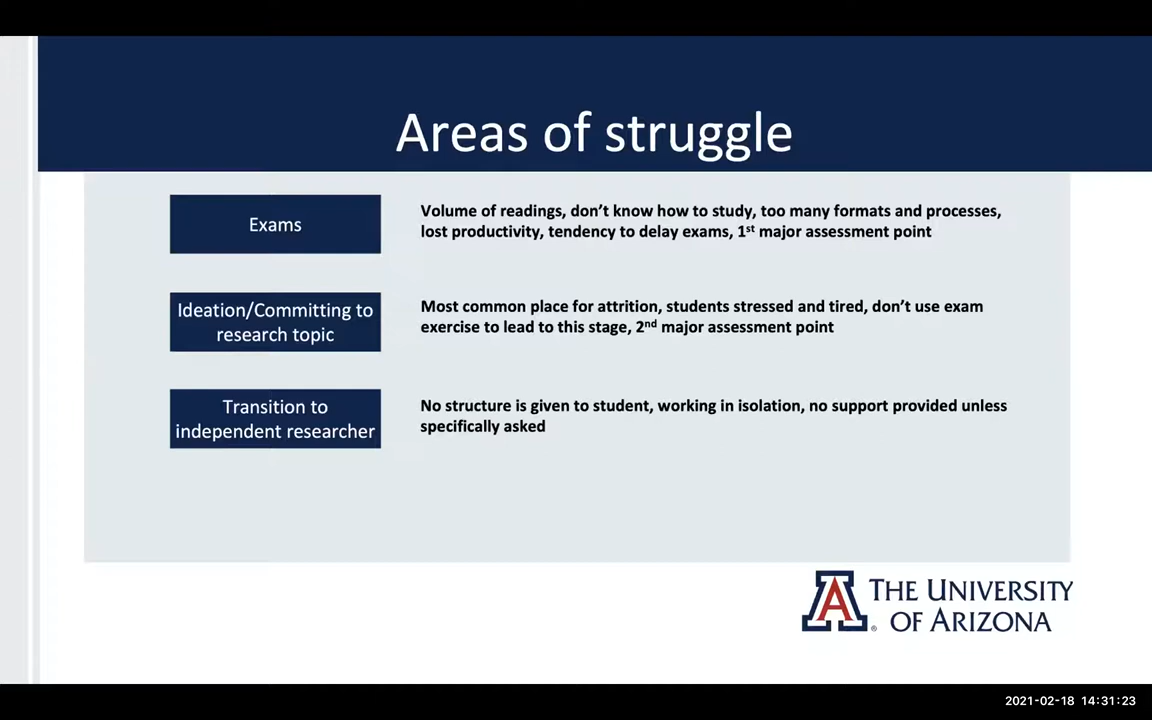 Areas of struggle
Exams
Volume of readings, don't know how to study, too many formats and processes,
lost productivity, tendency to delay exams, 1st major assessment point
Ideation/Committing to
research topic
Most common place for attrition, students stressed and tired, don't use exam
exercise to lead to this stage, 2nd major assessment point
Transition to
independent researcher
No structure is given to student, working in isolation, no support provided unless
specifically asked
A®
THE UNIVERSITY
OF ARIZONA
2021-02-18 14:31:23